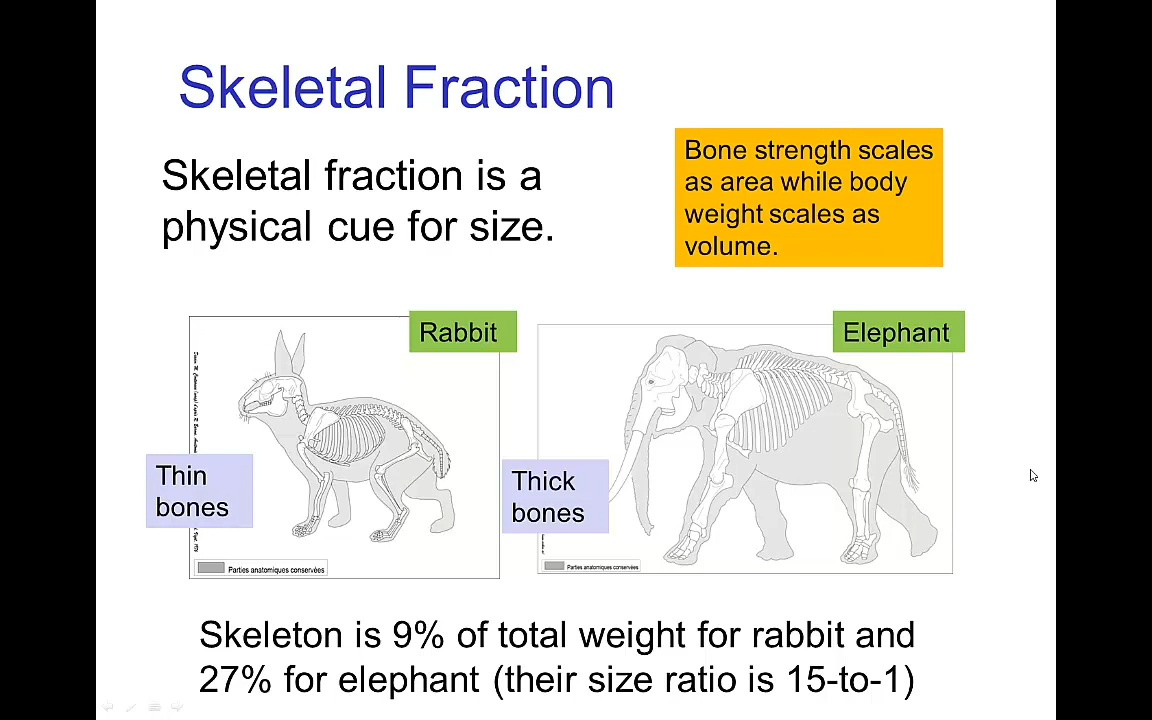 Skeletal Fraction
Skeletal fraction is a
physical cue for size.
Bone strength scales
as area while body
weight scales as
volume.
Rabbit
Elephant
Thin
bones
Thick
bones
Parties anatomiques conservées
Parties anatomiques conservées
Skeleton is 9% of total weight for rabbit and
27% for elephant (their size ratio is 15-to-1)